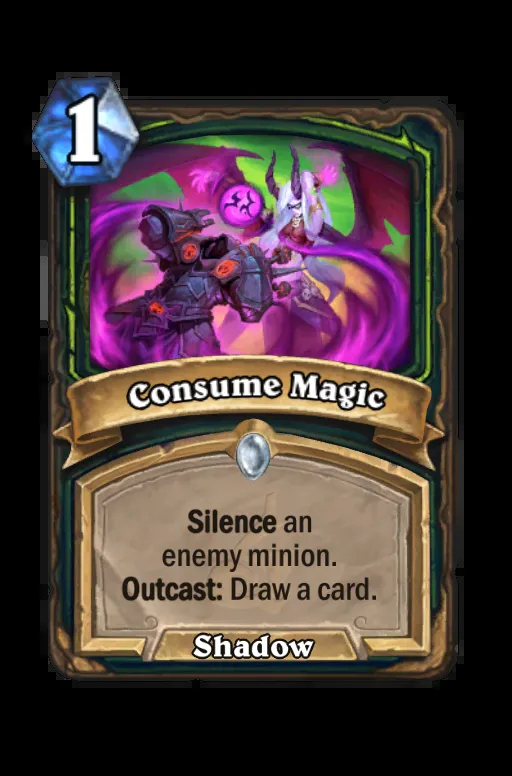 1
Consume Magic
Silence an
enemy minion.
Outcast: Draw a card.
Shadow